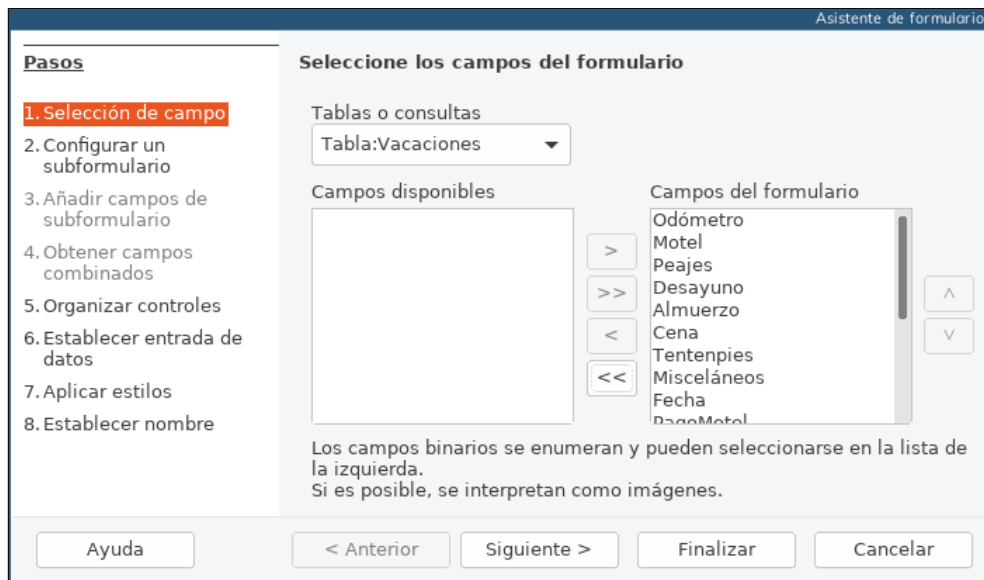 Asistente de formulario
Pasos
1. Selección de campo
2. Configurar un
subformulario
3. Añadir campos de
subformulario
4. Obtener campos
combinados
5. Organizar controles
6. Establecer entrada de
datos
7. Aplicar estilos
8. Establecer nombre
Seleccione los campos del formulario
Tablas o consultas
Tabla:Vacaciones
Campos disponibles
>
>>
<
<<
Campos del formulario
Odómetro
Motel
Peajes
Desayuno
Almuerzo
Cena
Tentenpies
Misceláneos
Fecha
PagoMotel
Los campos binarios se enumeran y pueden seleccionarse en la lista de
la izquierda.
Si es posible, se interpretan como imágenes.
Ayuda
< Anterior
Siguiente >
Finalizar
Cancelar